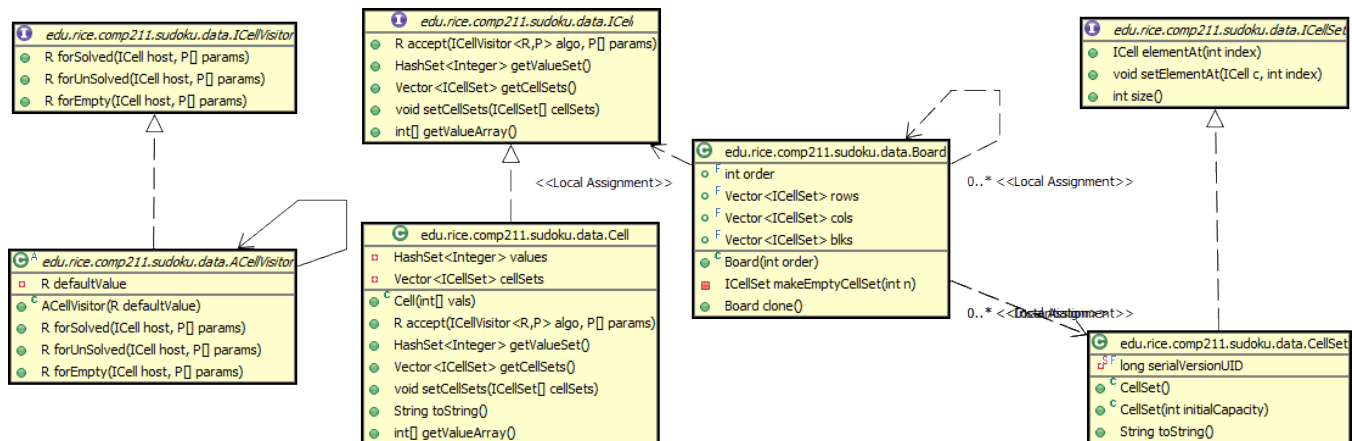 I edu.rice.comp211.sudoku.data.ICellVisitor
R forSolved(ICell host, P[] params)
R forUnSolved(ICell host, P[] params)
R forEmpty(ICell host, P[] params)
C A edu.rice.comp211.sudoku.data.ACellVisitor
R defaultValue
C ACellVisitor(R defaultValue)
R forSolved(ICell host, P[] params)
R forUnSolved(ICell host, P[] params)
R forEmpty(ICell host, P[] params)
I edu.rice.comp211.sudoku.data.ICell
R accept(ICellVisitor<R,P> algo, P[] params)
HashSet<Integer> getValueSet()
Vector<ICellSet> getCellSets()
void setCellSets(ICellSet[] cellSets)
int[] getValueArray()
<<Local Assignment>>
C edu.rice.comp211.sudoku.data.Cell
HashSet<Integer> values
Vector<ICellSet> cellSets
C Cell(int[] vals)
R accept(ICellVisitor<R,P> algo, P[] params)
HashSet<Integer> getValueSet()
Vector<ICellSet> getCellSets()
void setCellSets(ICellSet[] cellSets)
String toString()
int[] getValueArray()
C edu.rice.comp211.sudoku.data.Board
F int order
F Vector<ICellSet> rows
F Vector<ICellSet> cols
F Vector<ICellSet> blks
C Board(int order)
ICellSet makeEmptyCellSet(int n)
Board clone()
0..* <<Local Assignment>>
I edu.rice.comp211.sudoku.data.ICellSet
ICell elementAt(int index)
void setElementAt(ICell c, int index)
int size()
0..*
C edu.rice.comp211.sudoku.data.CellSet
S F long serialVersionUID
C CellSet()
C CellSet(int initialCapacity)
String toString()